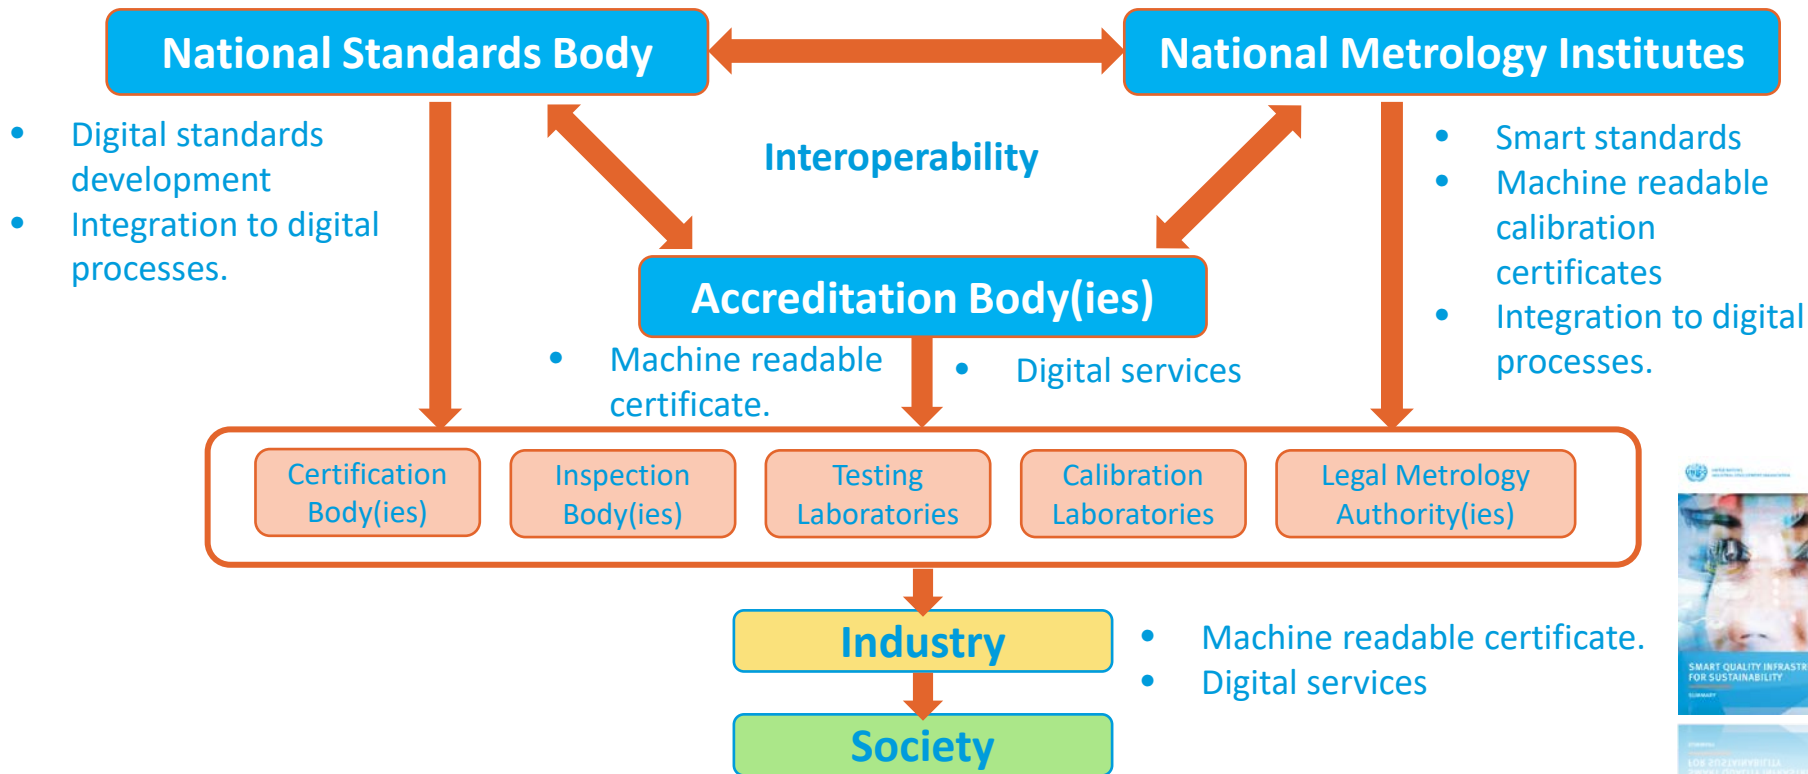 National Standards Body
National Metrology Institutes
• Digital standards
development
• Integration to digital
processes.
Interoperability
• Smart standards
• Machine readable
calibration
certificates
• Integration to digital
processes.
Accreditation Body(ies)
• Machine readable
certificate.
• Digital services
Certification
Body(ies)
Inspection
Body(ies)
Testing
Laboratories
Calibration
Laboratories
Legal Metrology
Authority(ies)
Industry
• Machine readable certificate.
• Digital services
Society
SMART QUALITY INFRASTR
FOR SUSTAINABILITY
SUMMARY